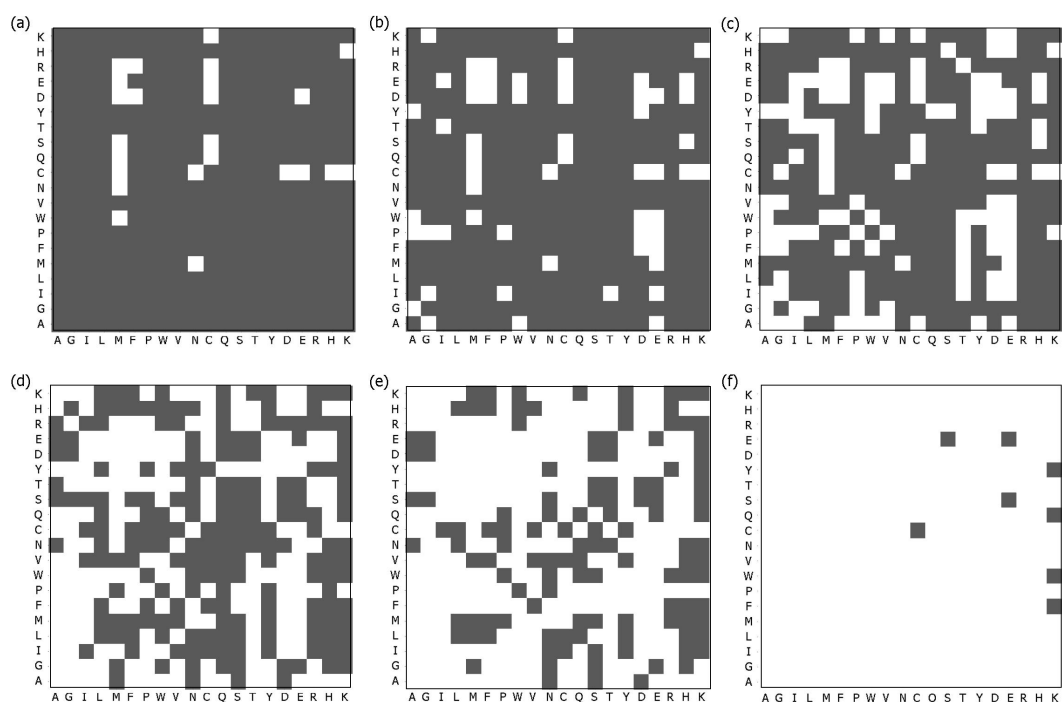 (a)
K
H
R
E
D
Y
T
S
Q
C
N
V
W
P
F
M
L
I
G
A
A G I L M F P W V N C Q S T Y D E R H K
(b)
K
H
R
E
D
Y
T
S
Q
C
N
V
W
P
F
M
L
I
G
A
A G I L M F P W V N C Q S T Y D E R H K
(c)
K
H
R
E
D
Y
T
S
Q
C
N
V
W
P
F
M
L
I
G
A
A G I L M F P W V N C Q S T Y D E R H K
(d)
K
H
R
E
D
Y
T
S
Q
C
N
V
W
P
F
M
L
I
G
A
A G I L M F P W V N C Q S T Y D E R H K
(e)
K
H
R
E
D
Y
T
S
Q
C
N
V
W
P
F
M
L
I
G
A
A G I L M F P W V N C Q S T Y D E R H K
(f)
K
H
R
E
D
Y
T
S
Q
C
N
V
W
P
F
M
L
I
G
A
A G I L M F P W V N C O S T Y D E R H K